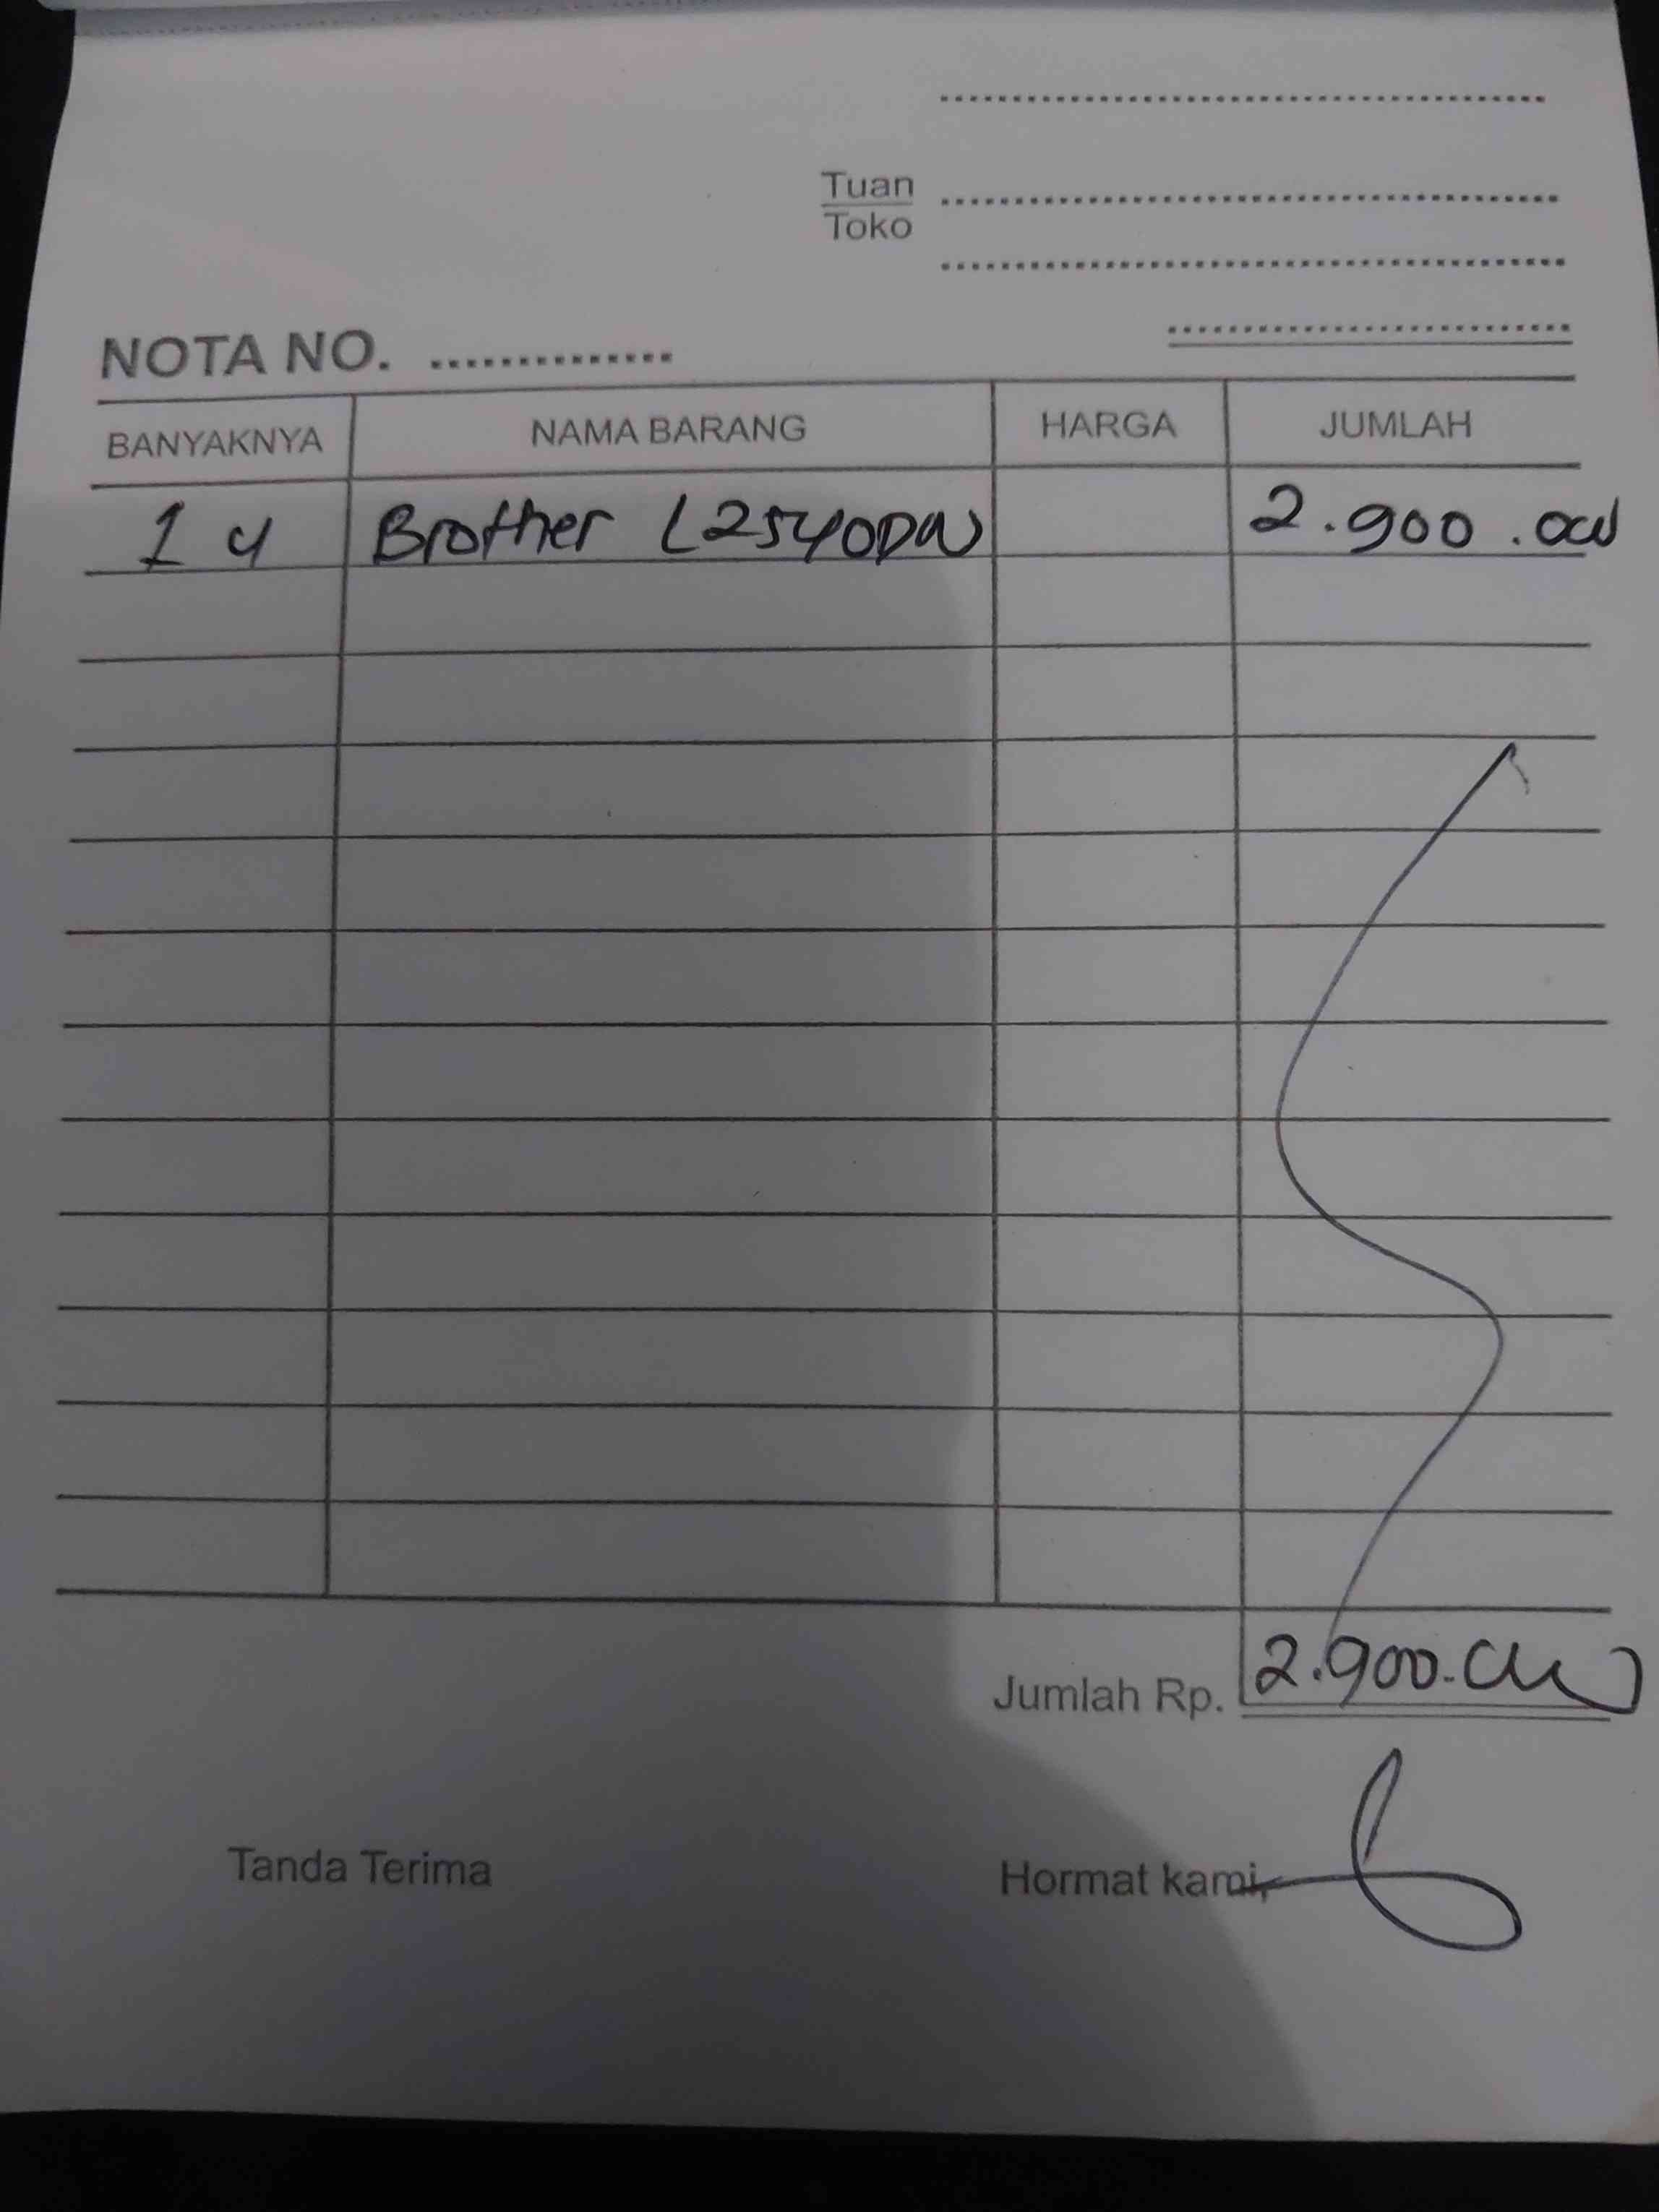 Tuan
Toko
NOTA NO. ..............
BANYAKNYA NAMA BARANG HARGA JUMLAH
1 Brother L2540DW 2.900.000
Jumlah Rp. 2.900.000
Tanda Terima Hormat kami,